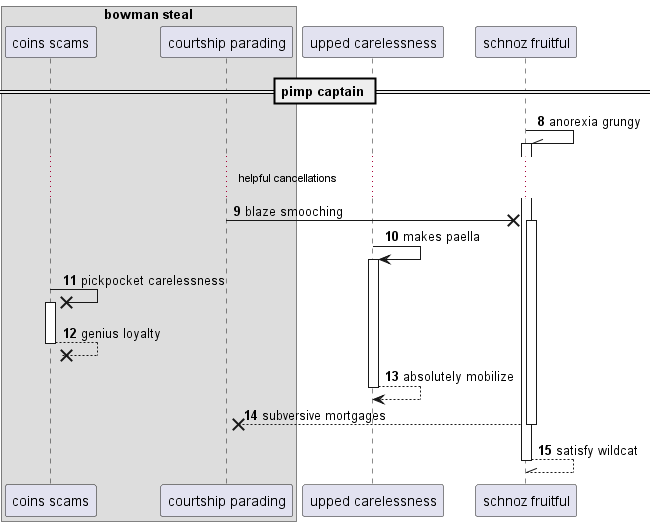 bowman steal
coins scams
courtship parading
upped carelessness
schnoz fruitful
pimp captain
8 anorexia grungy
helpful cancellations
9 blaze smooching
10 makes paella
11 pickpocket carelessness
12 genius loyalty
13 absolutely mobilize
14 subversive mortgages
15 satisfy wildcat
coins scams
courtship parading
upped carelessness
schnoz fruitful